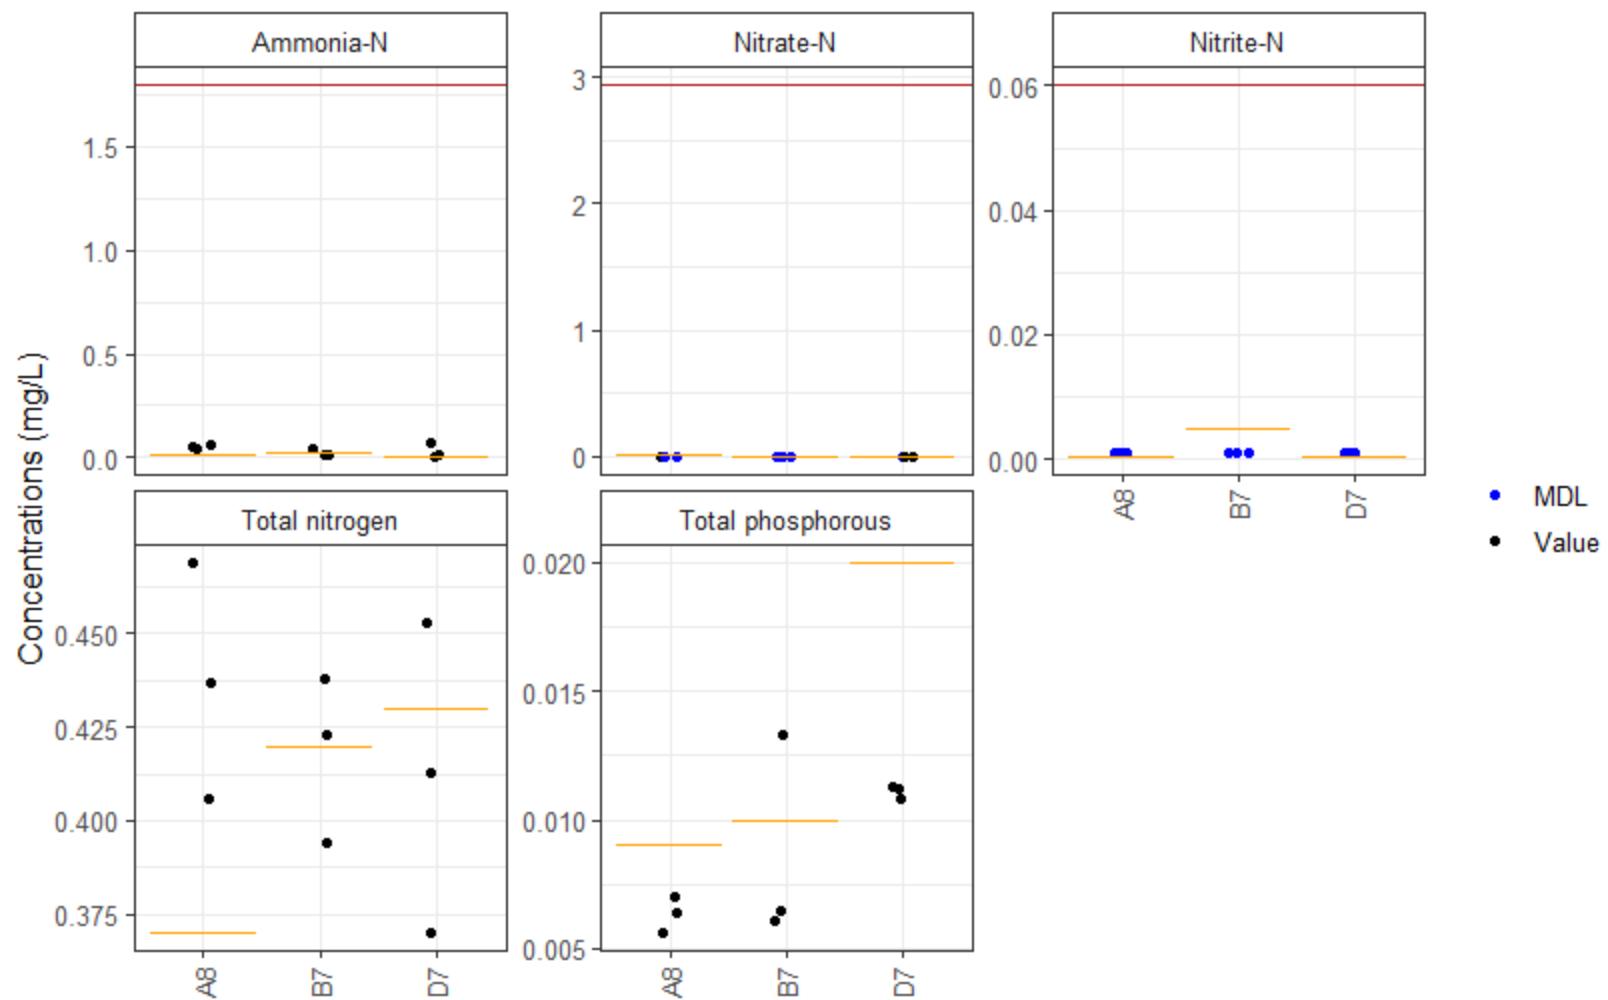 Ammonia-N
Nitrate-N
Nitrite-N
1.5
1.0
0.5
0.0
3
2
1
0
0.06
0.04
0.02
0.00
A8
B7
D7
Concentrations (mg/L)
Total nitrogen
Total phosphorous
0.450
0.425
0.400
0.375
0.020
0.015
0.010
0.005
A8
B7
D7
A8
B7
D7
MDL
Value